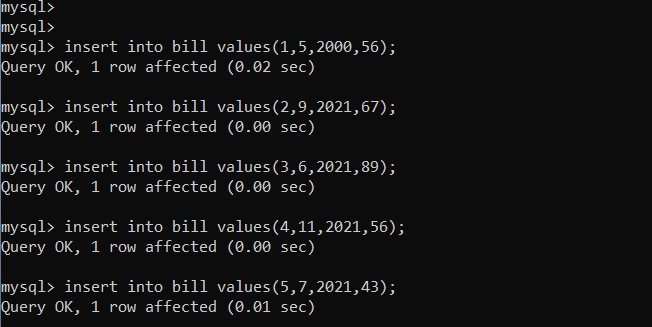 mysql>
mysql>
mysql> insert into bill values(1,5,2000,56);
Query OK, 1 row affected (0.02 sec)
mysql> insert into bill values(2,9,2021,67);
Query OK, 1 row affected (0.00 sec)
mysql> insert into bill values(3,6,2021,89);
Query OK, 1 row affected (0.00 sec)
mysql> insert into bill values(4,11,2021,56);
Query OK, 1 row affected (0.00 sec)
mysql> insert into bill values(5,7,2021,43);
Query OK, 1 row affected (0.01 sec)